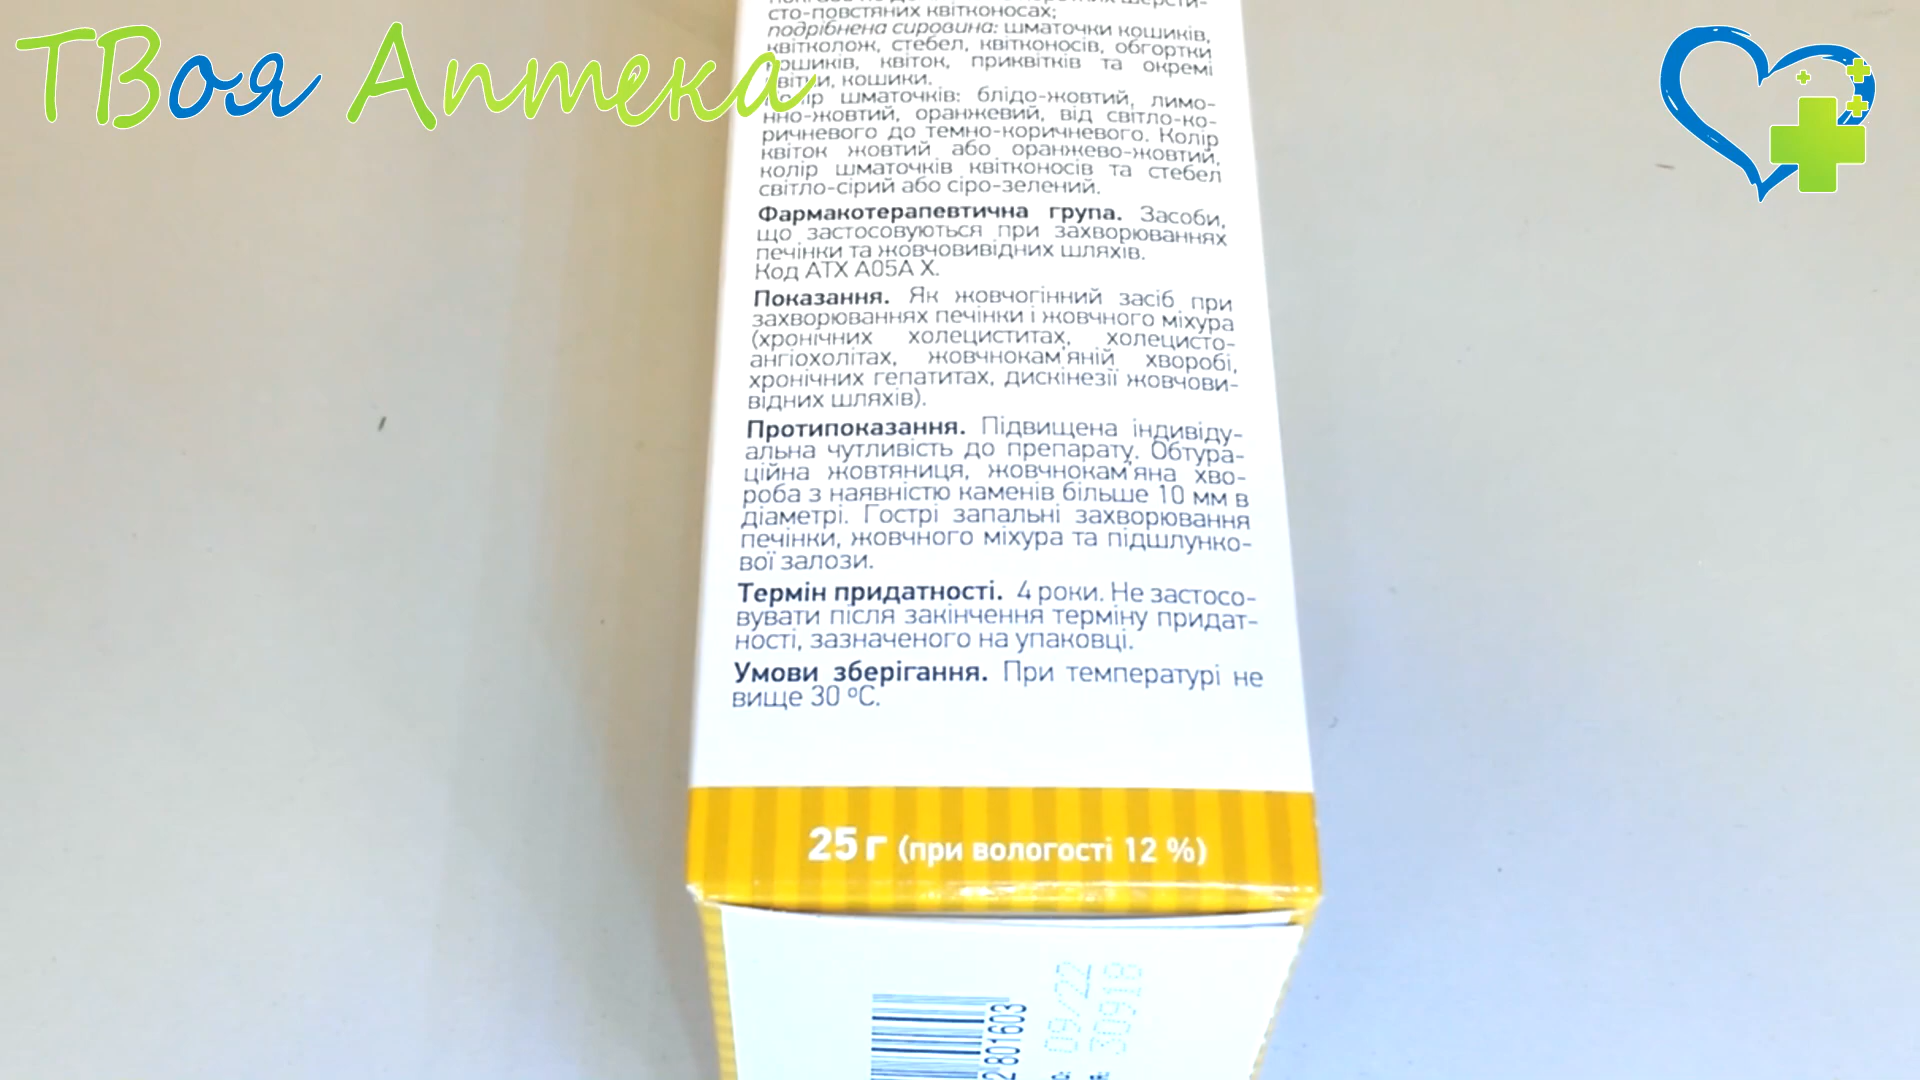 ТВоя Аптека
сто-повстяних квітконосах;
подрібнена сировина: шматочки кошиків,
квітколож, стебел, квітконосів, обгортки
кошиків, квіток, приквітків та окремі
квітки, кошики.
Колір шматочків: блідо-жовтий, лимо-
нно-жовтий, оранжевий, від світло-ко-
ричневого до темно-коричневого. Колір
квіток жовтий або оранжево-жовтий,
колір шматочків квітконосів та стебел
світло-сірий або сіро-зелений.
Фармакотерапевтична група. Засоби,
що застосовуються при захворюваннях
печінки та жовчовивідних шляхів.
Код АТХ А05А Х.
Показання. Як жовчогінний засіб при
захворюваннях печінки і жовчного міхура
(хронічних холециститах, холецисто-
ангіохолітах, жовчнокам'яній хворобі,
хронічних гепатитах, дискінезії жовчови-
відних шляхів).
Протипоказання. Підвищена індивіду-
альна чутливість до препарату. Обтура-
ційна жовтяниця, жовчнокам'яна хво-
роба з наявністю каменів більше 10 мм в
діаметрі. Гострі запальні захворювання
печінки, жовчного міхура та підшлунко-
вої залози.
Термін придатності. 4 роки. Не застосо-
вувати після закінчення терміну придат-
ності, зазначеного на упаковці.
Умови зберігання. При температурі не
вище 30 ºС.
25 г (при вологості 12 %)
2 801603
09/22
30918